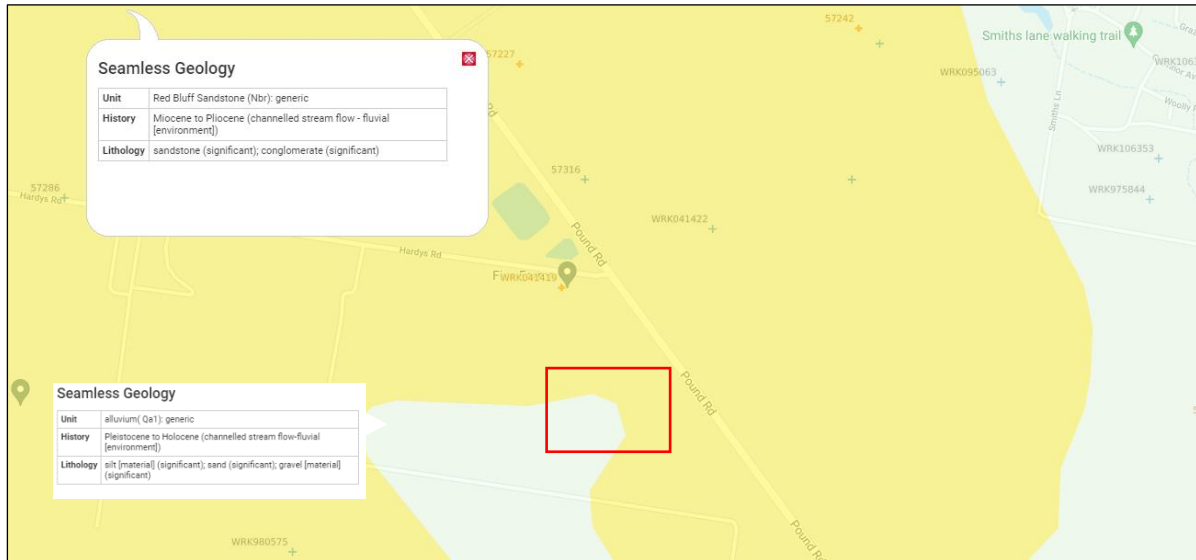 57242
Smiths lane walking trail
Seamless Geology
57227
WRK095063
Unit Red Bluff Sandstone (Nbr): generic
History Miocene to Pliocene (channelled stream flow - fluvial
[environment])
Lithology sandstone (significant); conglomerate (significant)
Smiths Ln
Woolly
WRK106353
57316
57286
Hardys Rd
WRK975844
WRK041422
Pound Rd
Hardys Rd
WRK041419
Pound Rd
Seamless Geology
Unit alluvium( Qa1): generic
History Pleistocene to Holocene (channelled stream flow-fluvial
[environment])
Lithology silt [material] (significant); sand (significant); gravel [material]
(significant)
WRK980575
Pound Rd